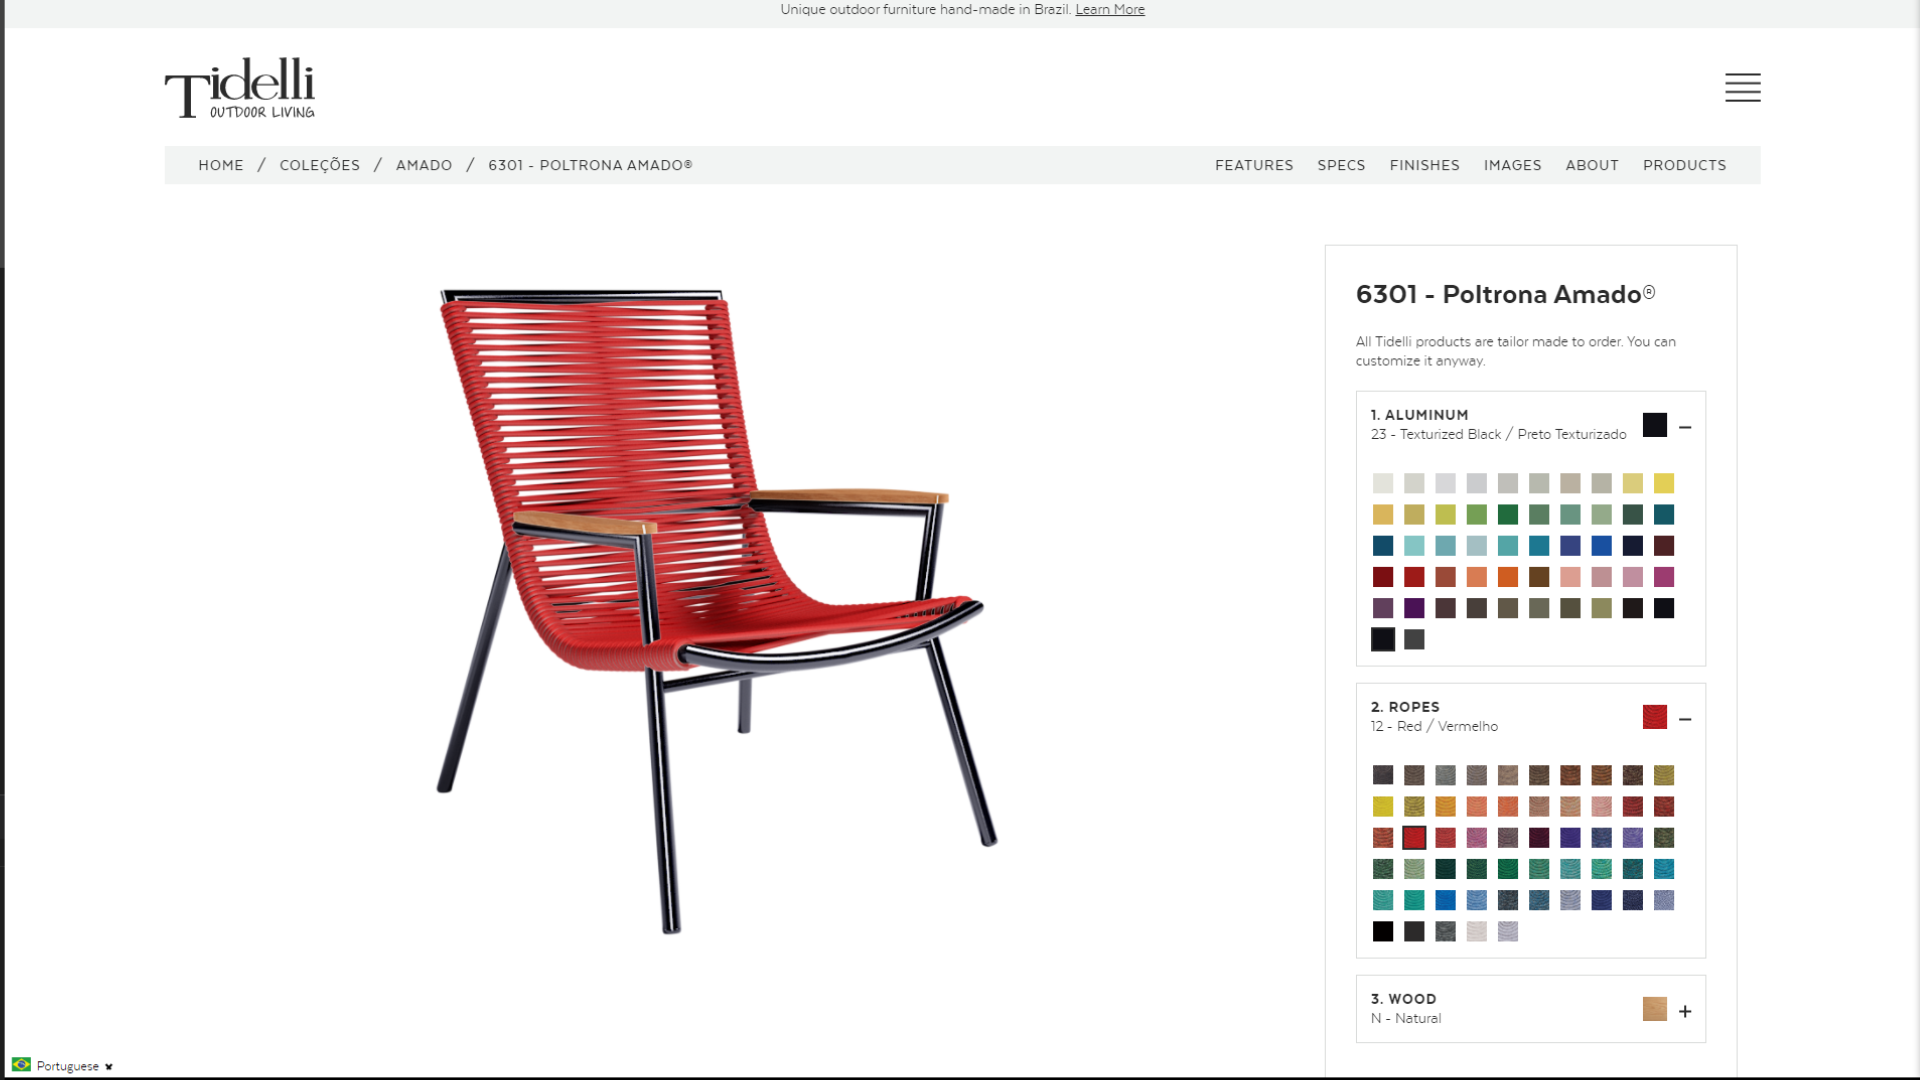 Unique outdoor furniture hand-made in Brazil. Learn More
Tidelli
OUTDOOR LIVING
HOME / COLEÇÕES / AMADO / 6301 - POLTRONA AMADO®
FEATURES SPECS FINISHES IMAGES ABOUT PRODUCTS
6301 - Poltrona Amado®
All Tidelli products are tailor made to order. You can
customize it anyway.
1. ALUMINUM
23 - Texturized Black / Preto Texturizado
2. ROPES
12 - Red / Vermelho
3. WOOD
N - Natural
Portuguese